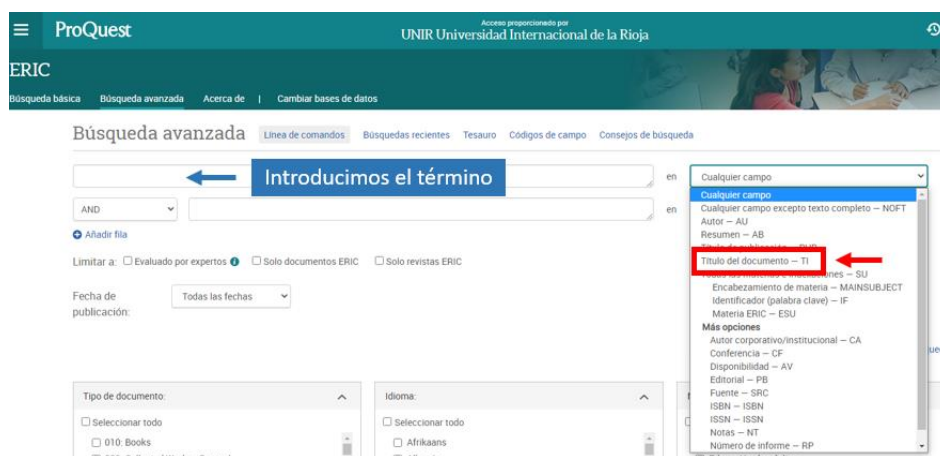 ProQuest
Acceso proporcionado por
UNIR Universidad Internacional de la Rioja
ERIC
Búsqueda básica Búsqueda avanzada Acerca de | Cambiar bases de datos
Búsqueda avanzada Línea de comandos Búsquedas recientes Tesauro Códigos de campo Consejos de búsqueda
Introducimos el término
en Cualquier campo
AND
en
Añadir fila
Limitar a: Evaluado por expertos Solo documentos ERIC Solo revistas ERIC
Fecha de
publicación:
Todas las fechas
Cualquier campo
Cualquier campo excepto texto completo – NOFT
Autor – AU
Resumen – AB
Título del documento – TI
– SU
Encabezamiento de materia – MAINSUBJECT
Identificador (palabra clave) – IF
Materia ERIC – ESU
Más opciones
Autor corporativo/institucional – CA
Conferencia – CF
Disponibilidad – AV
Editorial – PB
Fuente – SRC
ISBN – ISBN
ISSN – ISSN
Notas – NT
Número de informe – RP
Tipo de documento:
Seleccionar todo
010: Books
Idioma:
Seleccionar todo
Afrikaans